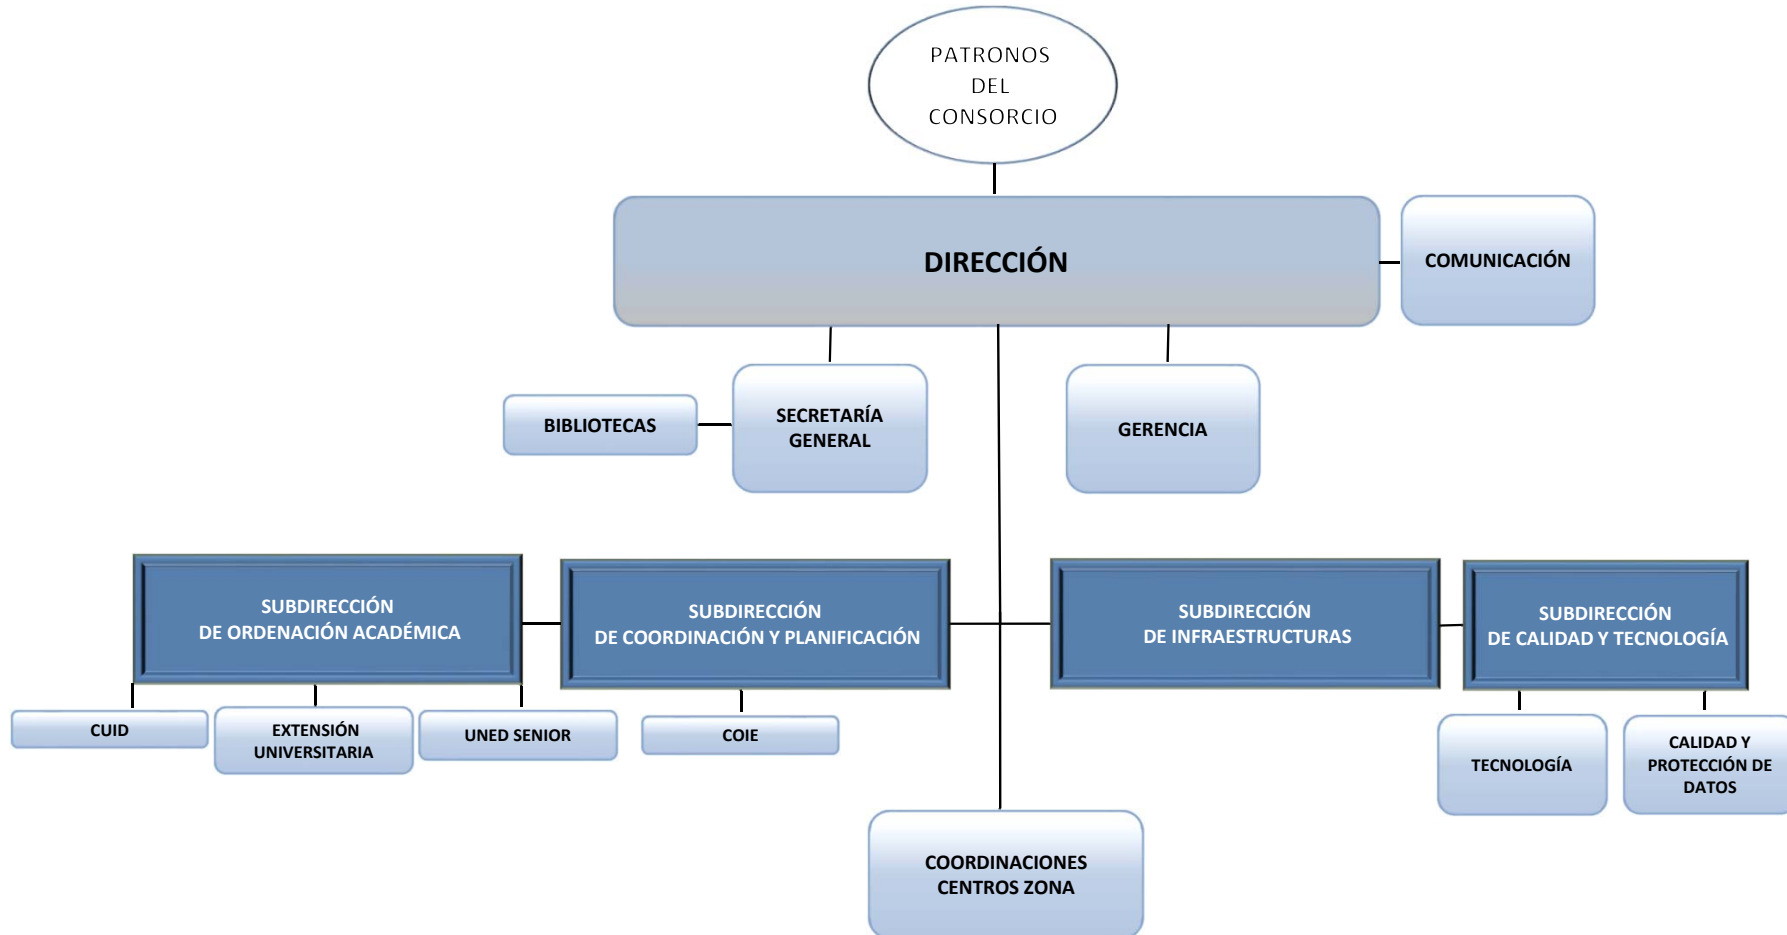 PATRONOS
DEL
CONSORCIO
DIRECCIÓN
COMUNICACIÓN
BIBLIOTECAS
SECRETARÍA
GENERAL
GERENCIA
SUBDIRECCIÓN
DE ORDENACIÓN ACADÉMICA
SUBDIRECCIÓN
DE COORDINACIÓN Y PLANIFICACIÓN
SUBDIRECCIÓN
DE INFRAESTRUCTURAS
SUBDIRECCIÓN
DE CALIDAD Y TECNOLOGÍA
CUID
EXTENSIÓN
UNIVERSITARIA
UNED SENIOR
COIE
TECNOLOGÍA
CALIDAD Y
PROTECCIÓN DE
DATOS
COORDINACIONES
CENTROS ZONA